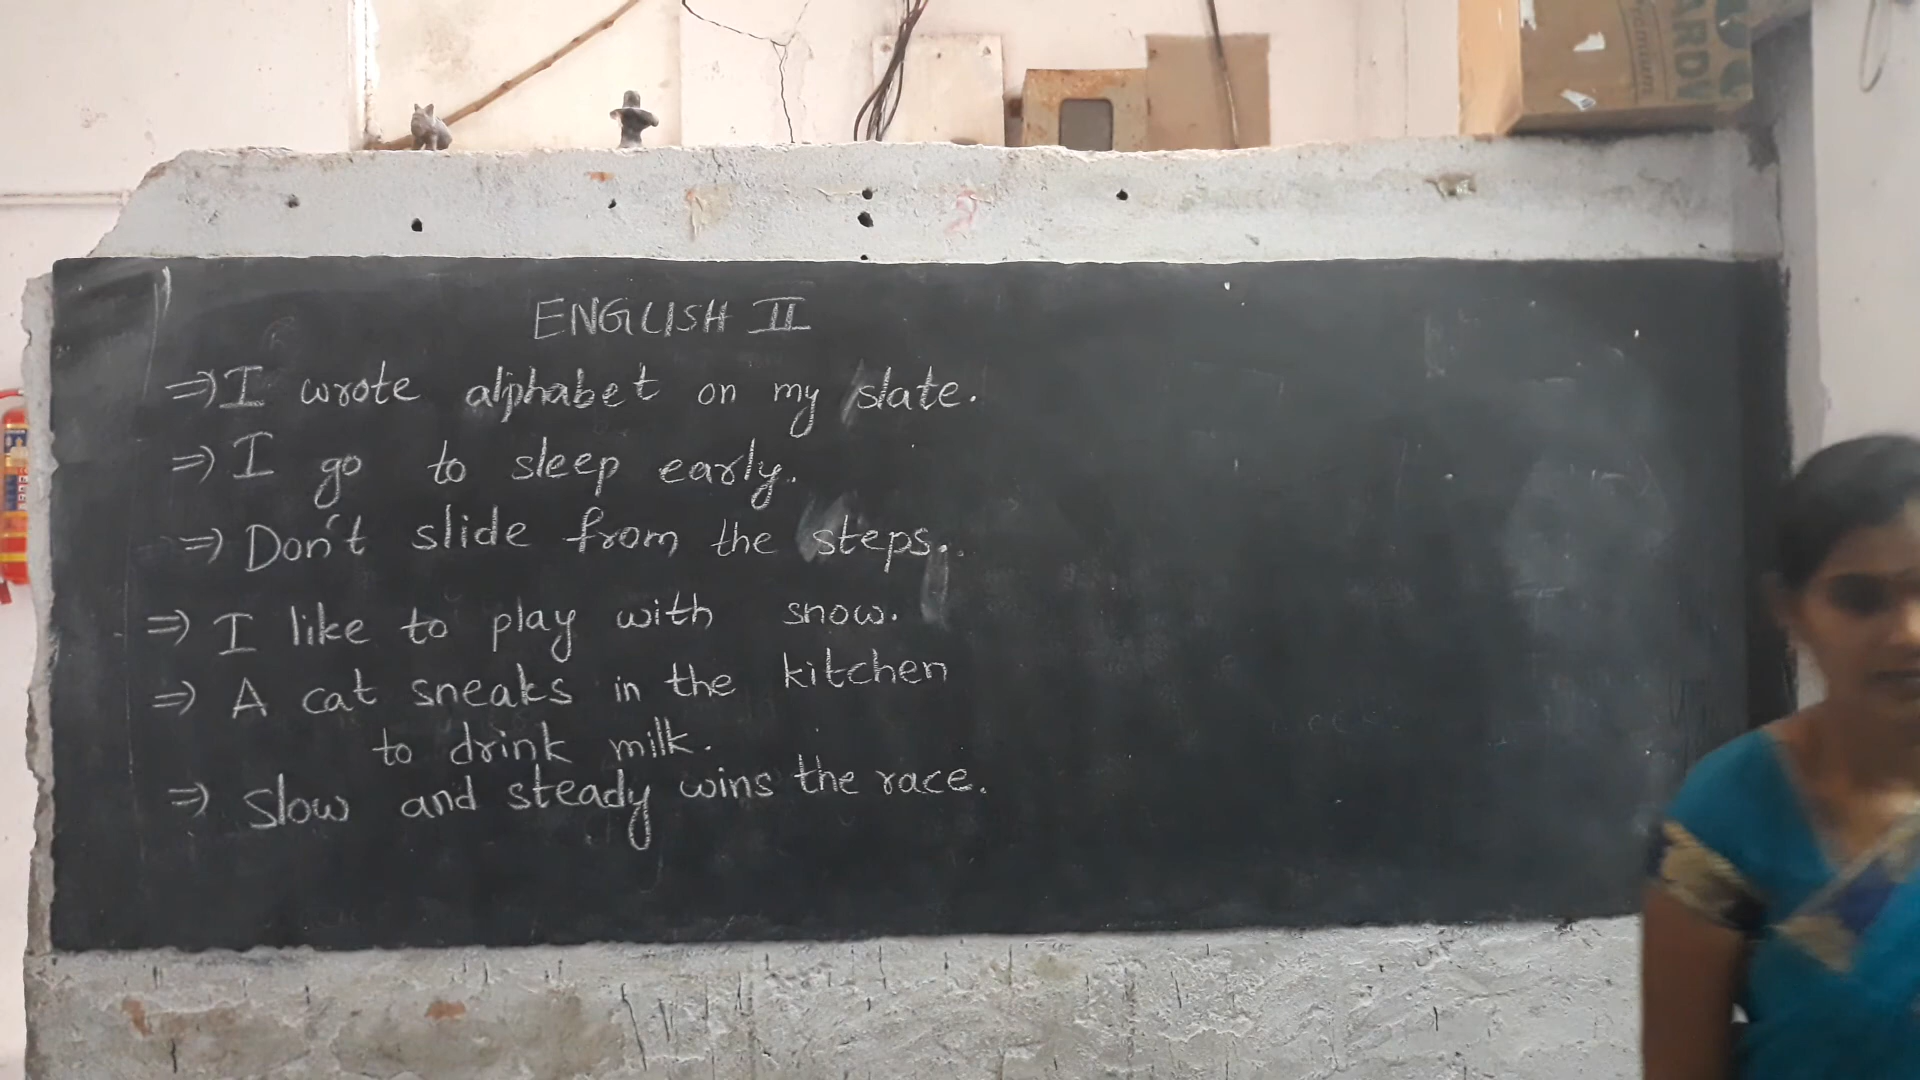 ENGLISH II
⇒ I wrote alphabet on my slate.
⇒ I go to sleep early.
⇒ Don't slide from the steps.
⇒ I like to play with snow.
⇒ A cat sneaks in the kitchen
to drink milk.
⇒ Slow and steady wins the race.